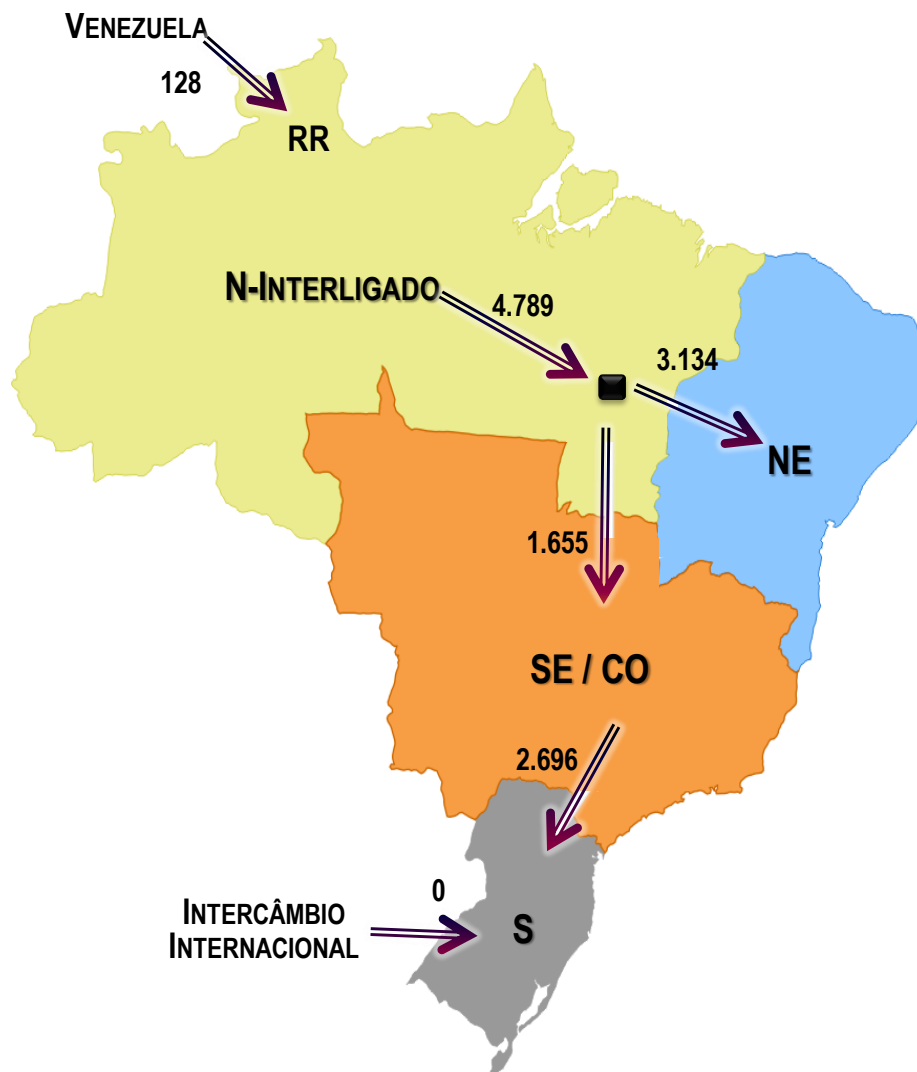 VENEZUELA
128
RR
N-INTERLIGADO
4.789
3.134
NE
1.655
SE / CO
2.696
0
INTERCÂMBIO
INTERNACIONAL
S